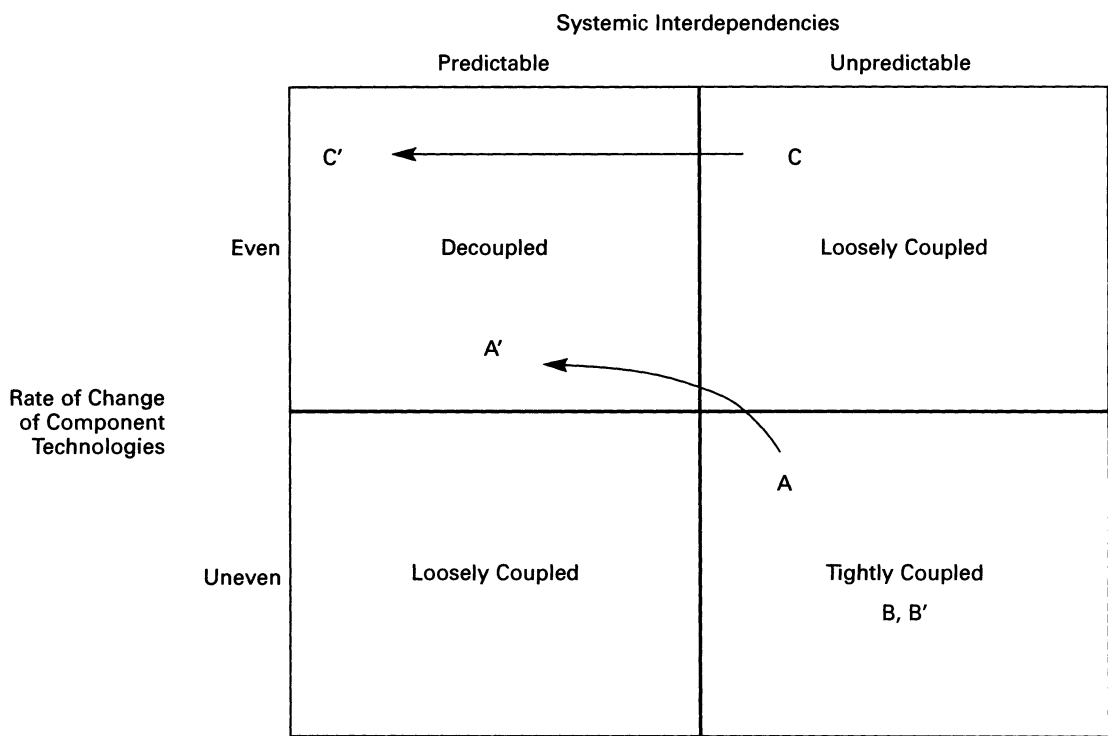 Systemic Interdependencies
Predictable
Unpredictable
C′
C
Even
Decoupled
Loosely Coupled
A′
Rate of Change
of Component
Technologies
A
Uneven
Loosely Coupled
Tightly Coupled
B, B′